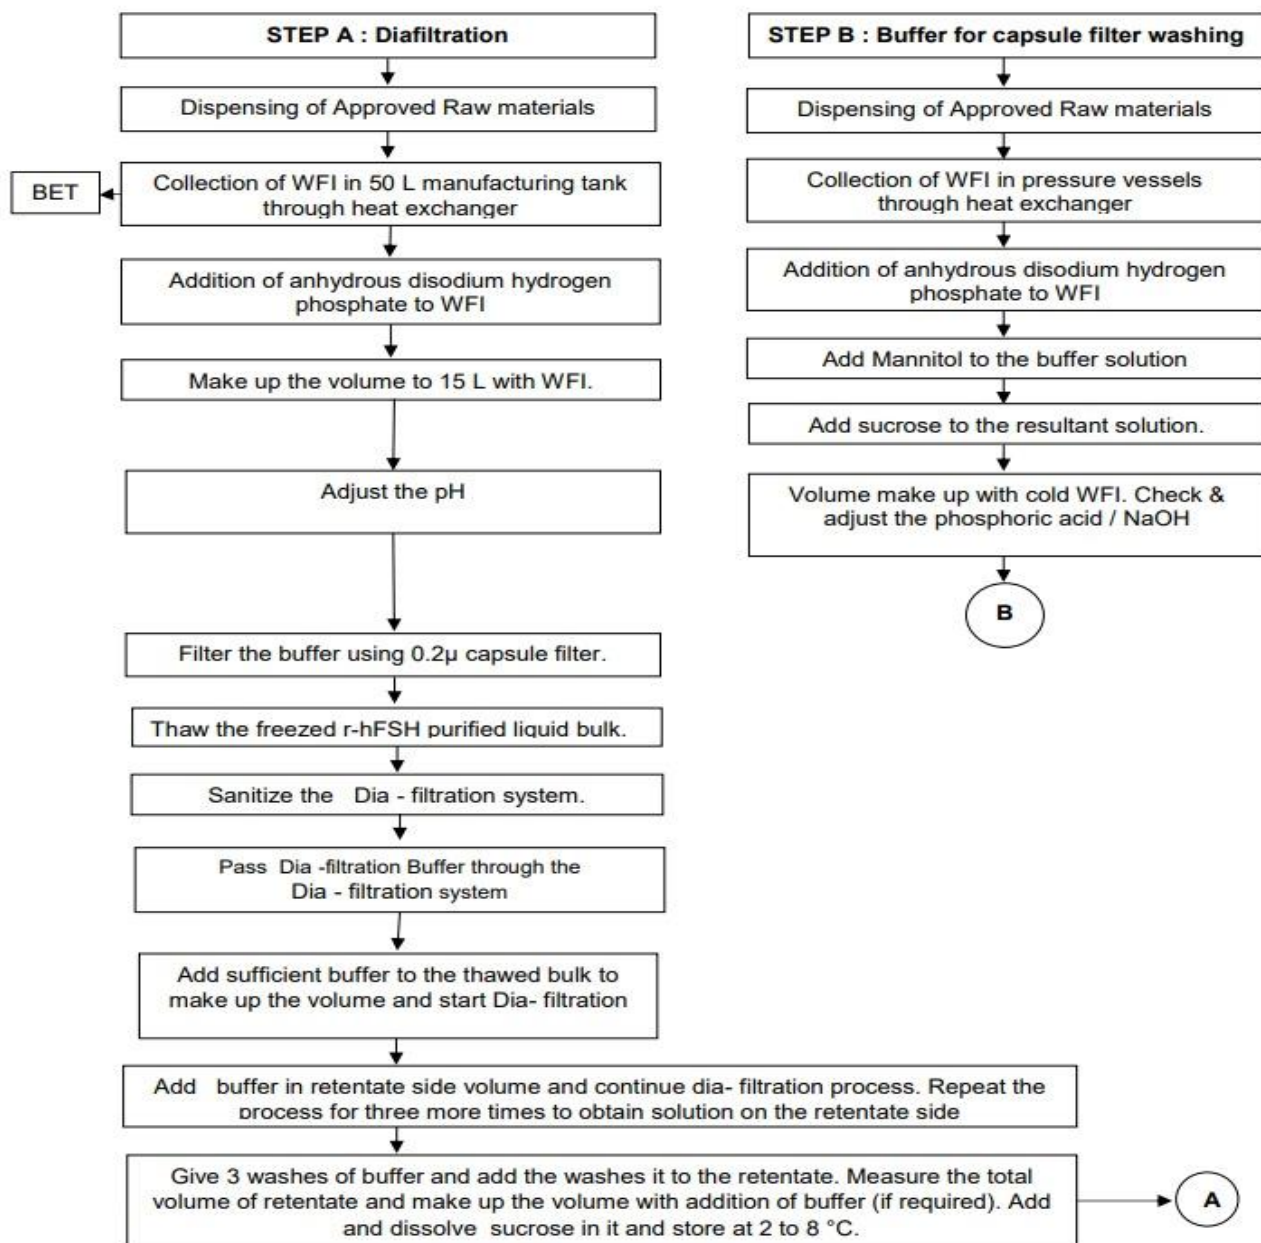 STEP A : Diafiltration
Dispensing of Approved Raw materials
BET
Collection of WFI in 50 L manufacturing tank
through heat exchanger
Addition of anhydrous disodium hydrogen
phosphate to WFI
Make up the volume to 15 L with WFI.
Adjust the pH
Filter the buffer using 0.2µ capsule filter.
Thaw the freezed r-hFSH purified liquid bulk.
Sanitize the Dia - filtration system.
Pass Dia -filtration Buffer through the
Dia - filtration system
Add sufficient buffer to the thawed bulk to
make up the volume and start Dia- filtration
Add buffer in retentate side volume and continue dia- filtration process. Repeat the
process for three more times to obtain solution on the retentate side
Give 3 washes of buffer and add the washes it to the retentate. Measure the total
volume of retentate and make up the volume with addition of buffer (if required). Add
and dissolve sucrose in it and store at 2 to 8 °C.
A
STEP B : Buffer for capsule filter washing
Dispensing of Approved Raw materials
Collection of WFI in pressure vessels
through heat exchanger
Addition of anhydrous disodium hydrogen
phosphate to WFI
Add Mannitol to the buffer solution
Add sucrose to the resultant solution.
Volume make up with cold WFI. Check &
adjust the phosphoric acid / NaOH
B